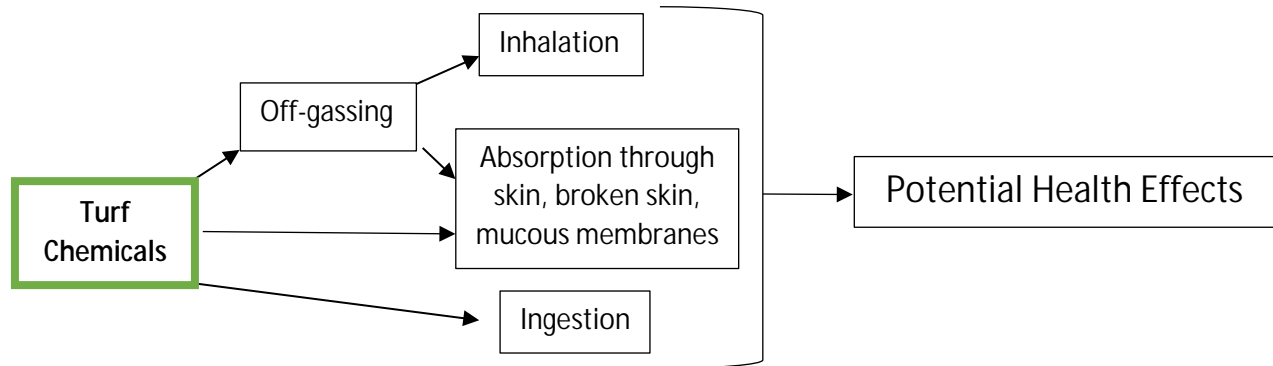 Inhalation
Off-gassing
Absorption through
skin, broken skin,
mucous membranes
Turf
Chemicals
Potential Health Effects
Ingestion